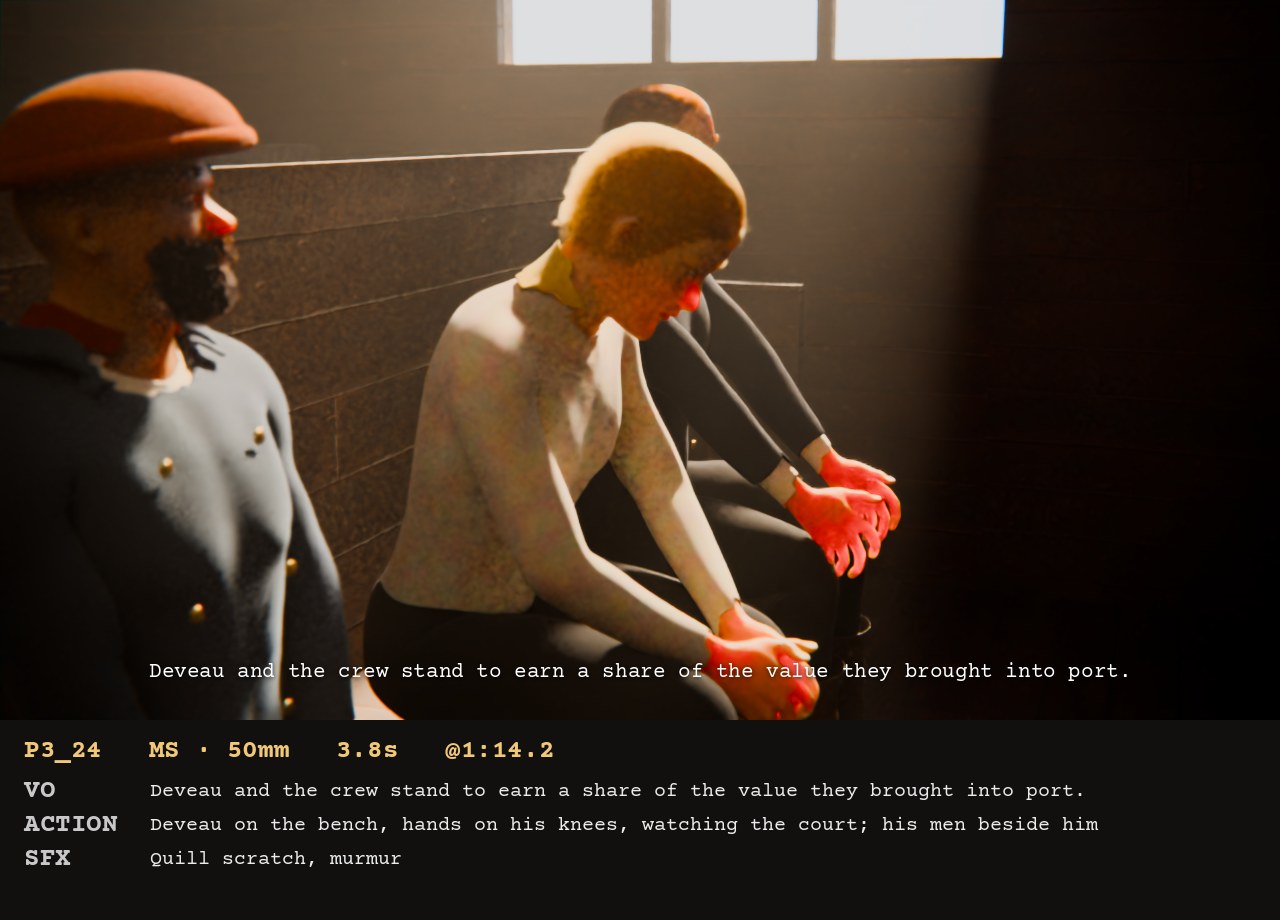 Deveau and the crew stand to earn a share of the value they brought into port.
P3_24 MS · 50mm 3.8s @1:14.2
VO Deveau and the crew stand to earn a share of the value they brought into port.
ACTION Deveau on the bench, hands on his knees, watching the court; his men beside him
SFX Quill scratch, murmur